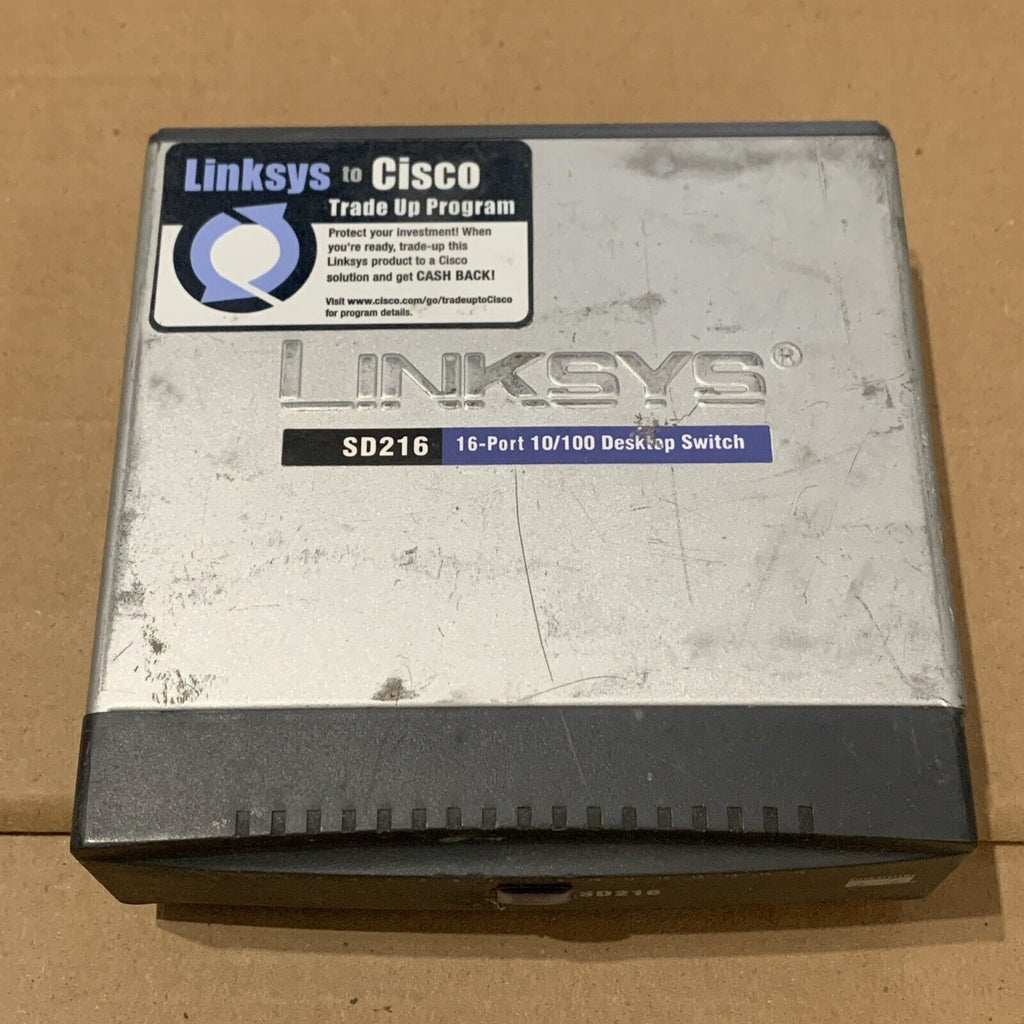 Linksys to Cisco
Trade Up Program
Protect your investment! When
you're ready, trade-up this
Linksys product to a Cisco
solution and get CASH BACK!
Visit www.cisco.com/go/tradeuptoCisco
for program details.
LINKSYS®
SD216 16-Port 10/100 Desktop Switch
SD216